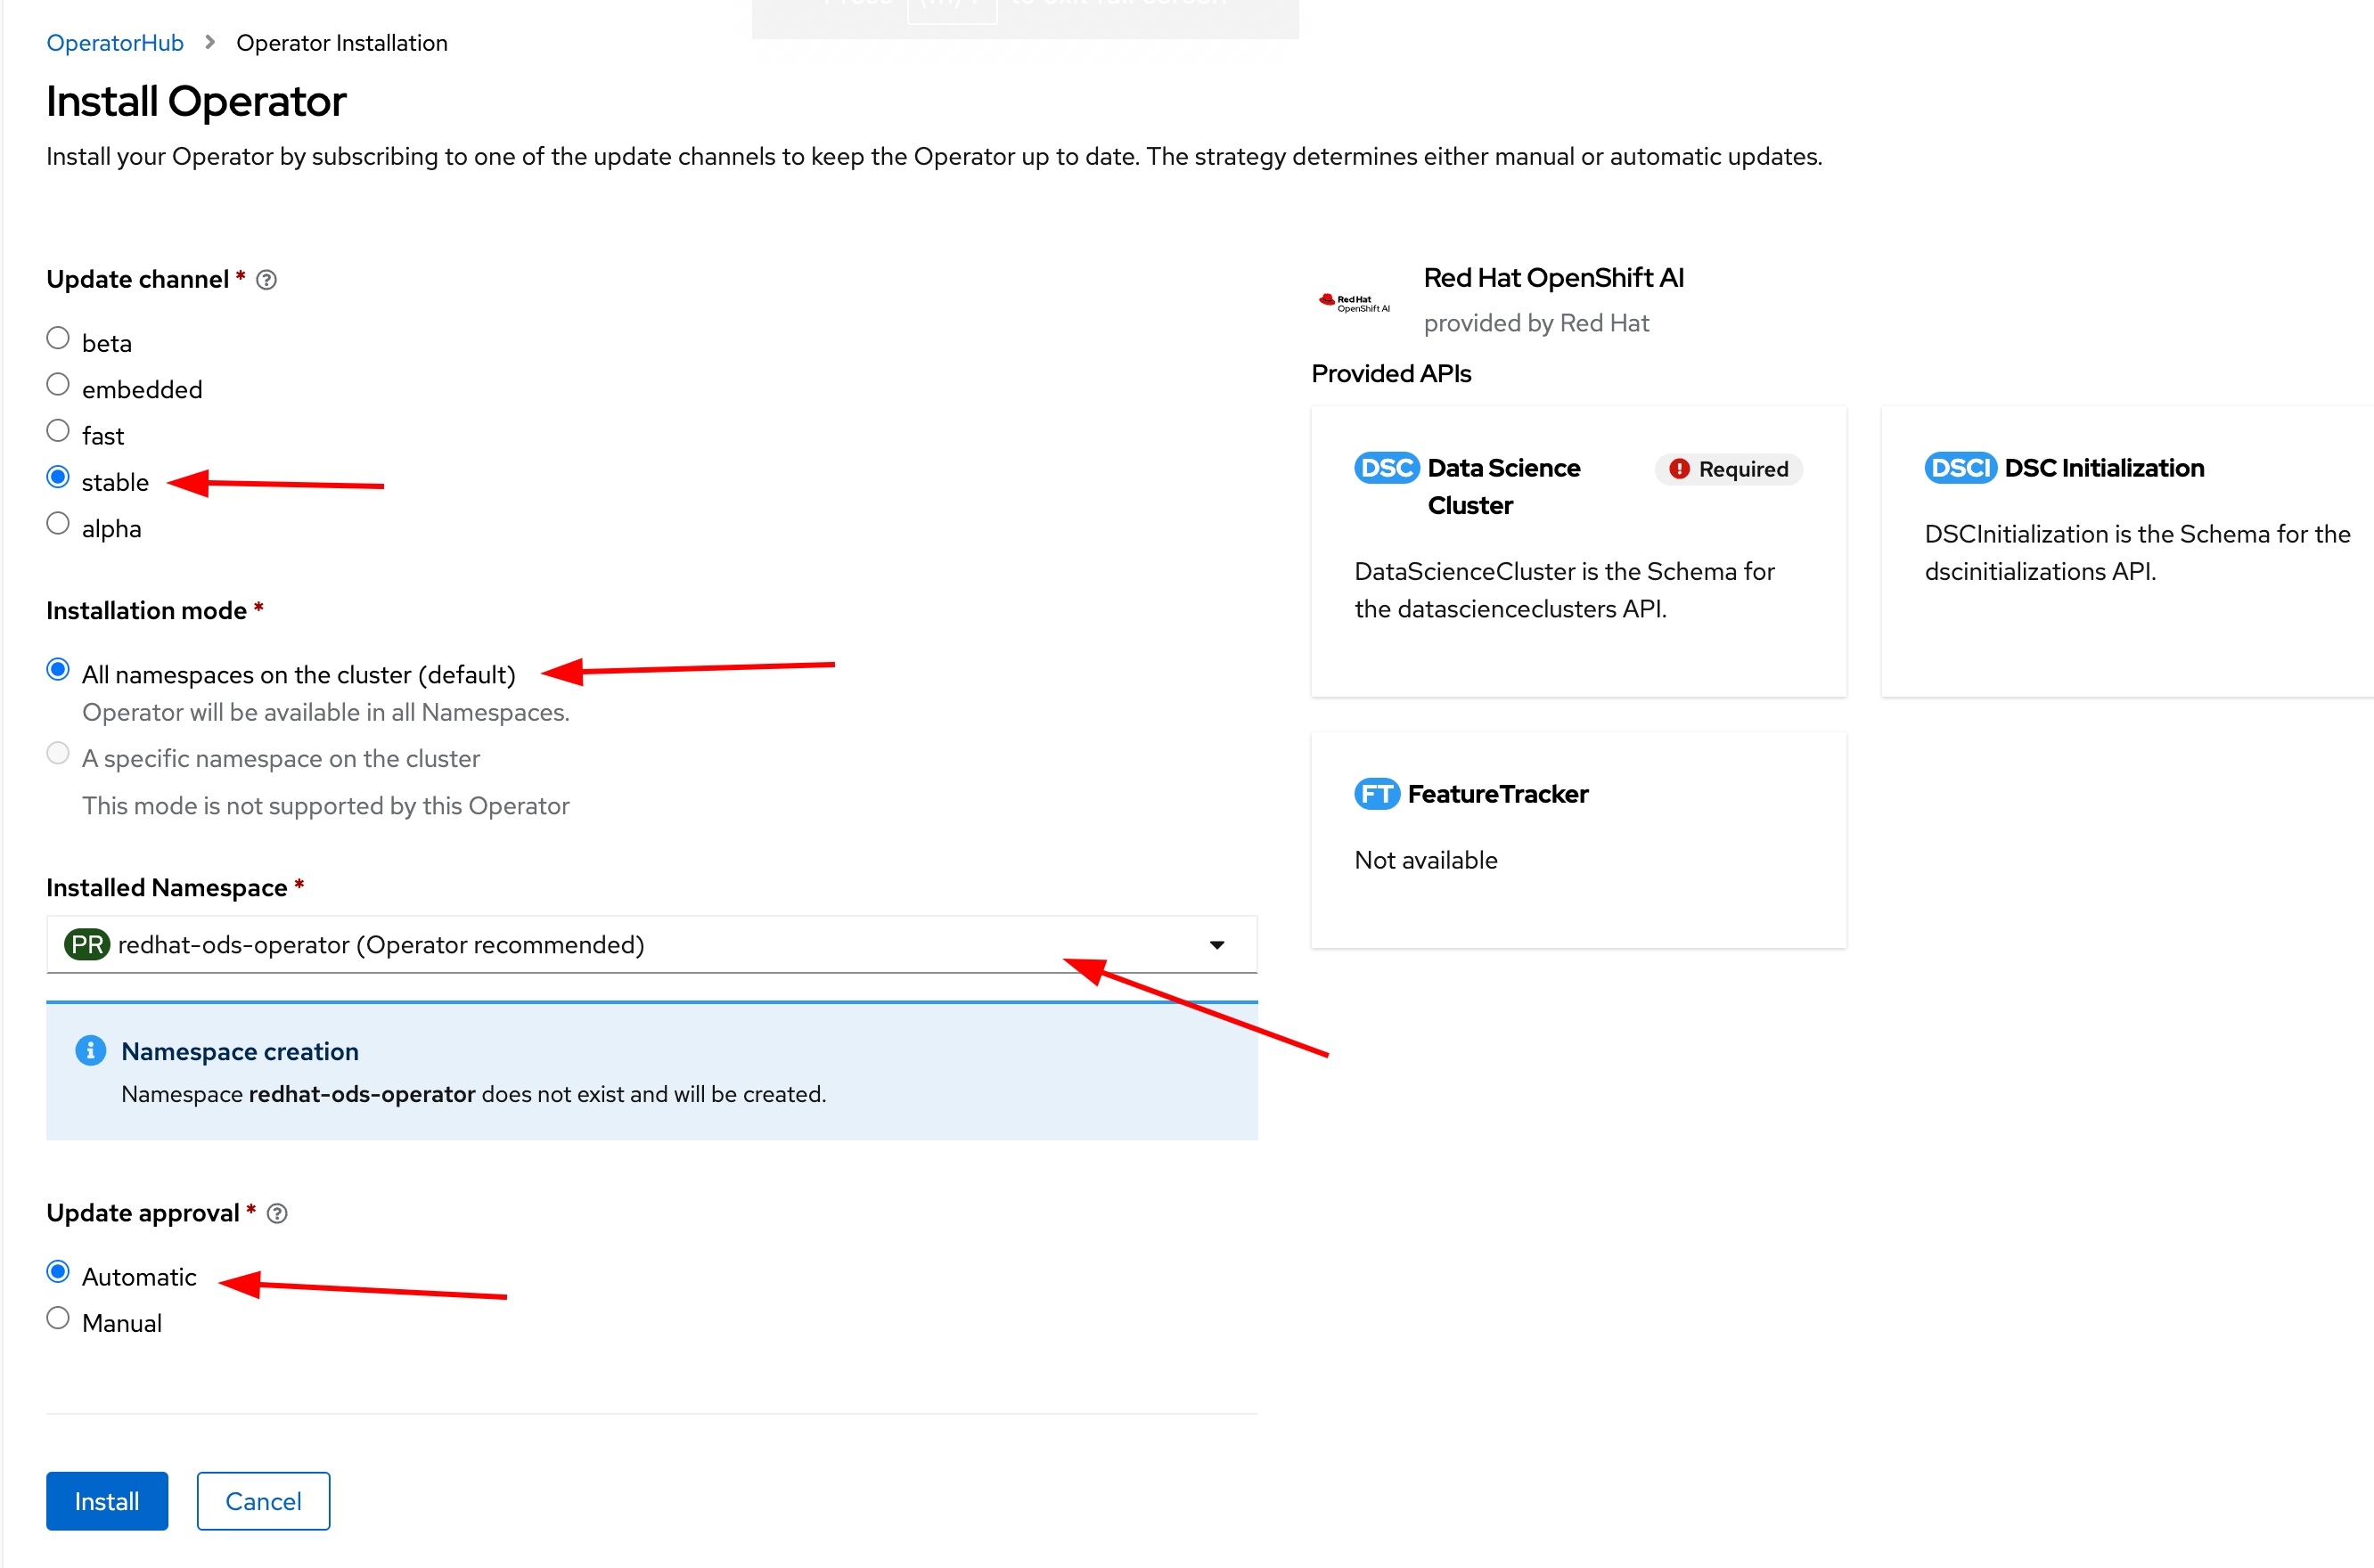 to exit full screen
OperatorHub > Operator Installation
Install Operator
Install your Operator by subscribing to one of the update channels to keep the Operator up to date. The strategy determines either manual or automatic updates.
Update channel *
beta
embedded
fast
stable
alpha
Installation mode *
All namespaces on the cluster (default)
Operator will be available in all Namespaces.
A specific namespace on the cluster
This mode is not supported by this Operator
Installed Namespace *
PR redhat-ods-operator (Operator recommended)
Namespace creation
Namespace redhat-ods-operator does not exist and will be created.
Update approval *
Automatic
Manual
Install Cancel
Red Hat
OpenShift AI
Red Hat OpenShift AI
provided by Red Hat
Provided APIs
DSC Data Science
Cluster
Required
DataScienceCluster is the Schema for
the datascienceclusters API.
DSCI DSC Initialization
DSCInitialization is the Schema for the
dscinitializations API.
FT FeatureTracker
Not available